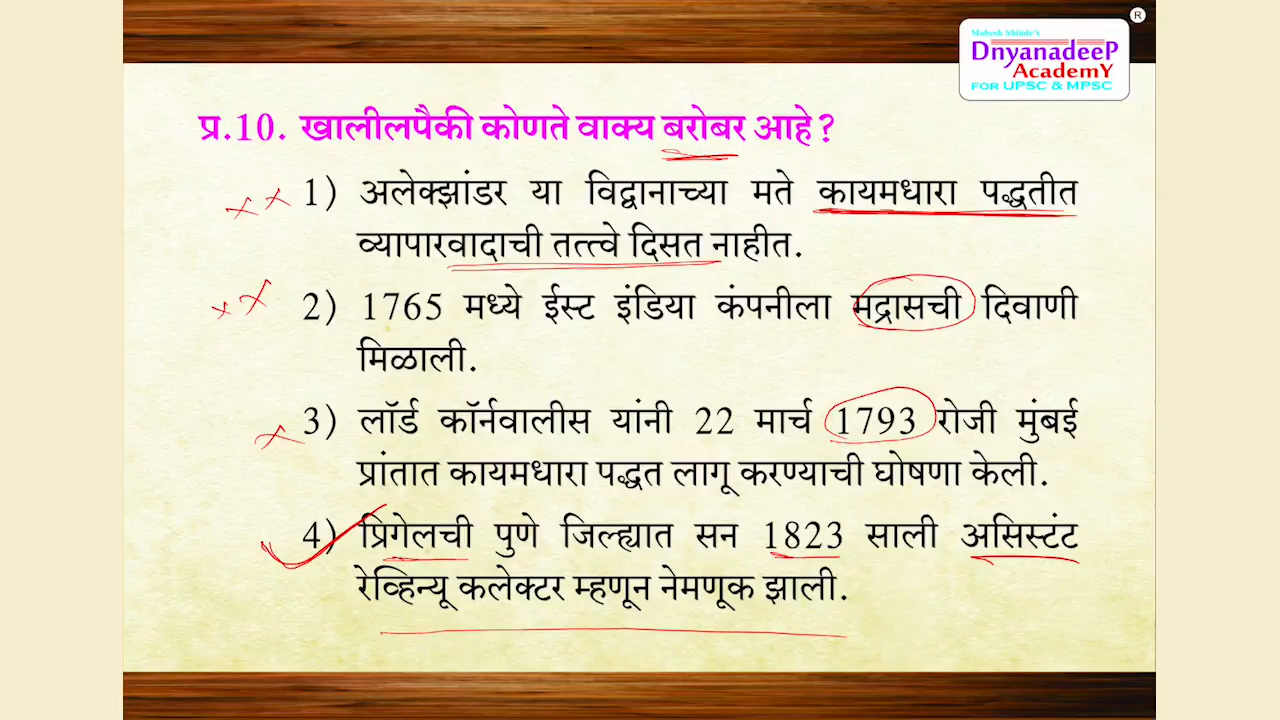 ®
Mahesh Shinde's
DnyanadeeP
AcademY
FOR UPSC & MPSC
प्र.10. खालीलपैकी कोणते वाक्य बरोबर आहे ?
1) अलेक्झांडर या विद्वानाच्या मते कायमधारा पद्धतीत
व्यापारवादाची तत्त्वे दिसत नाहीत.
2) 1765 मध्ये ईस्ट इंडिया कंपनीला मद्रासची दिवाणी
मिळाली.
3) लॉर्ड कॉर्नवालीस यांनी 22 मार्च 1793 रोजी मुंबई
प्रांतात कायमधारा पद्धत लागू करण्याची घोषणा केली.
4) प्रिगेलची पुणे जिल्ह्यात सन 1823 साली असिस्टंट
रेव्हिन्यू कलेक्टर म्हणून नेमणूक झाली.